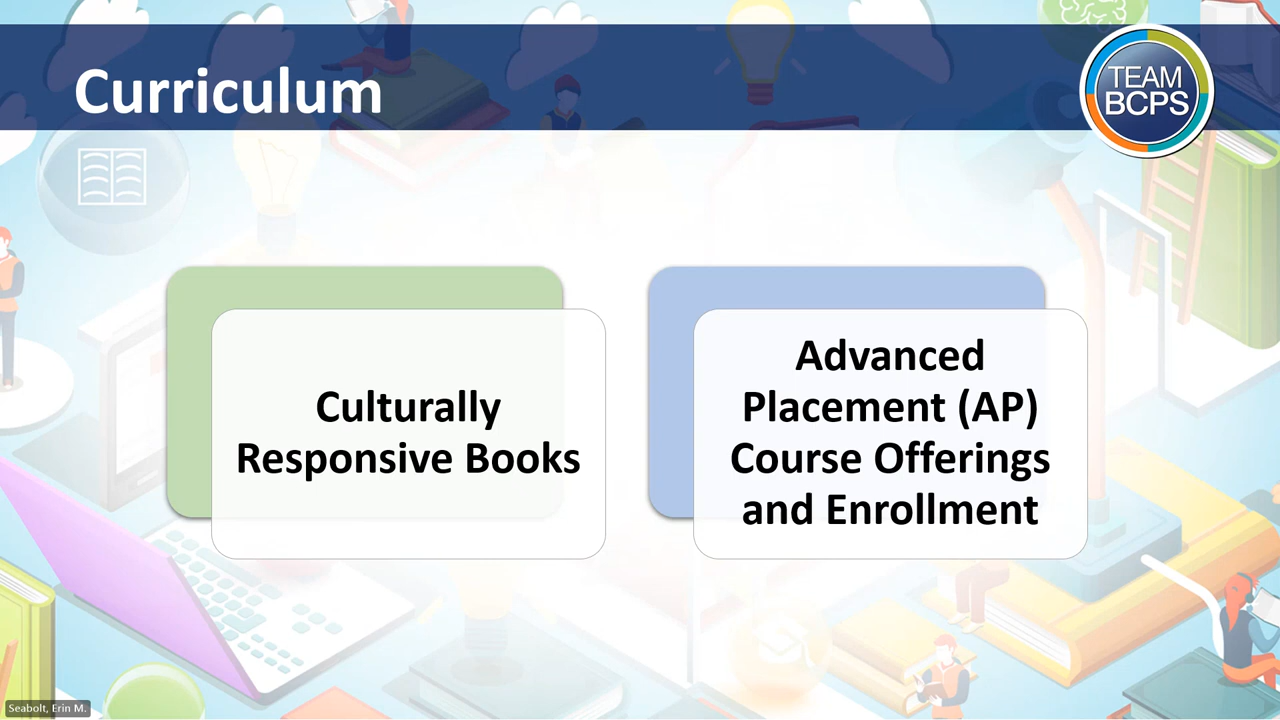 Curriculum
TEAM
BCPS
Culturally
Responsive Books
Advanced
Placement (AP)
Course Offerings
and Enrollment
Seabolt, Erin M.